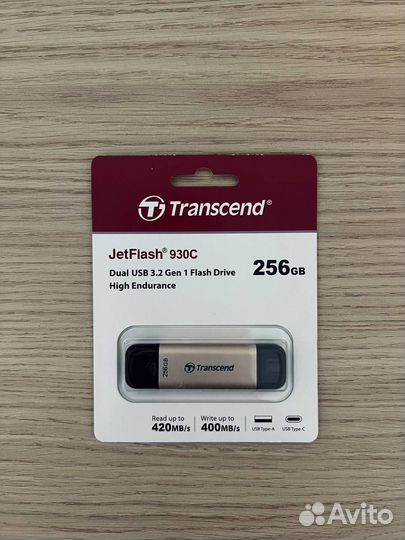 Transcend®
JetFlash® 930C
Dual USB 3.2 Gen 1 Flash Drive
High Endurance
256GB
256GB
Transcend
Read up to
420MB/s
Write up to
400MB/s
USB Type-A
USB Type-C
Avito